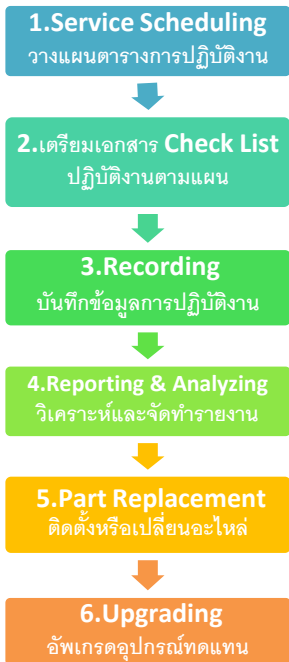 1.Service Scheduling
วางแผนตารางการปฏิบัติงาน
2.เตรียมเอกสาร Check List
ปฏิบัติงานตามแผน
3.Recording
บันทึกข้อมูลการปฏิบัติงาน
4.Reporting & Analyzing
วิเคราะห์และจัดทำรายงาน
5.Part Replacement
ติดตั้งหรือเปลี่ยนอะไหล่
6.Upgrading
อัพเกรดอุปกรณ์ทดแทน